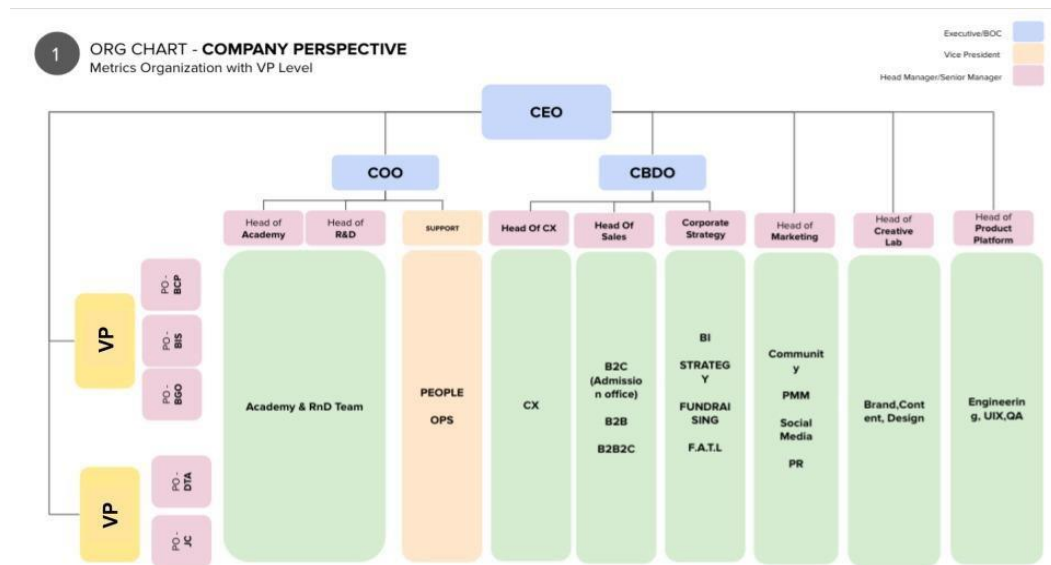 1
ORG CHART - COMPANY PERSPECTIVE
Metrics Organization with VP Level
Executive/BOC
Vice President
Head Manager/Senior Manager
CEO
COO
CBDO
Head of
Academy
Head of
R&D
SUPPORT
Head Of CX
Head Of
Sales
Corporate
Strategy
Head of
Marketing
Head of
Creative
Lab
Head of
Product
Platform
VP
PO -
BCP
PO -
BIS
PO -
BGO
VP
PO -
DTA
PO -
JC
Academy & RnD Team
PEOPLE
OPS
CX
B2C
(Admissio
n office)
B2B
B2B2C
BI
STRATEG
Y
FUNDRAI
SING
F.A.T.L
Communit
y
PMM
Social
Media
PR
Brand,Cont
ent, Design
Engineerin
g, UIX,QA